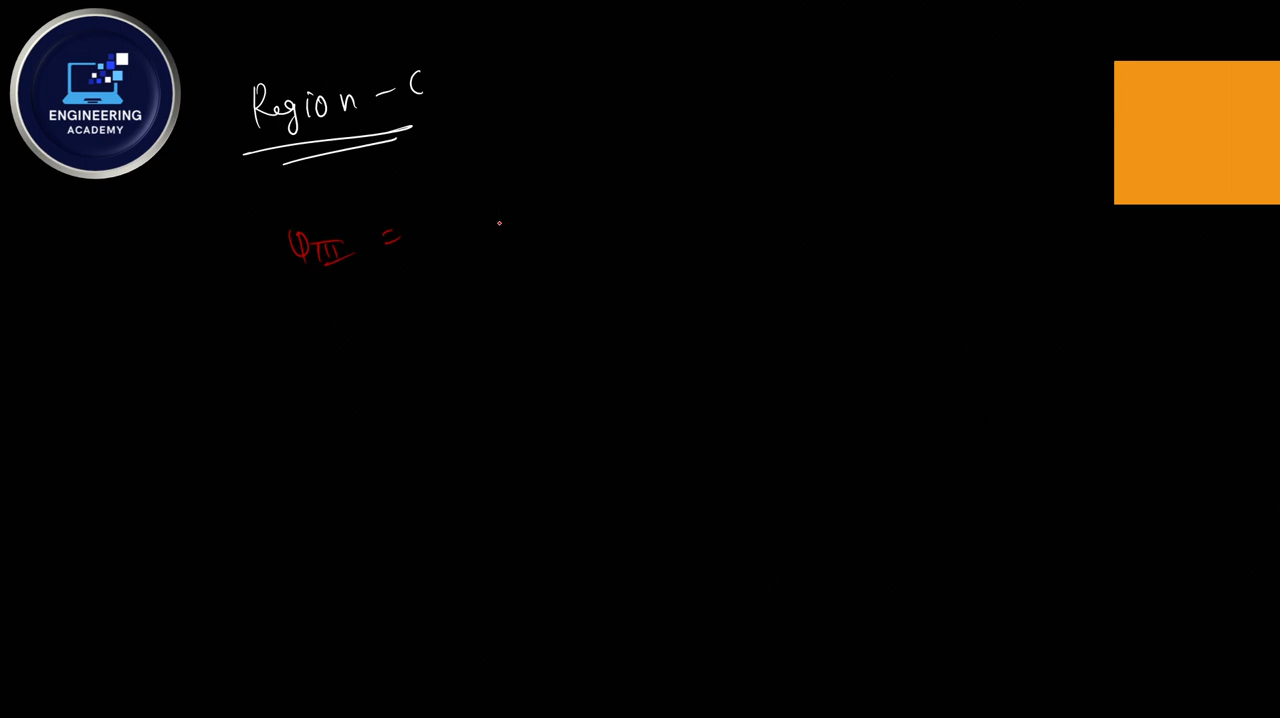 ENGINEERING
ACADEMY
Region - C
φIII =